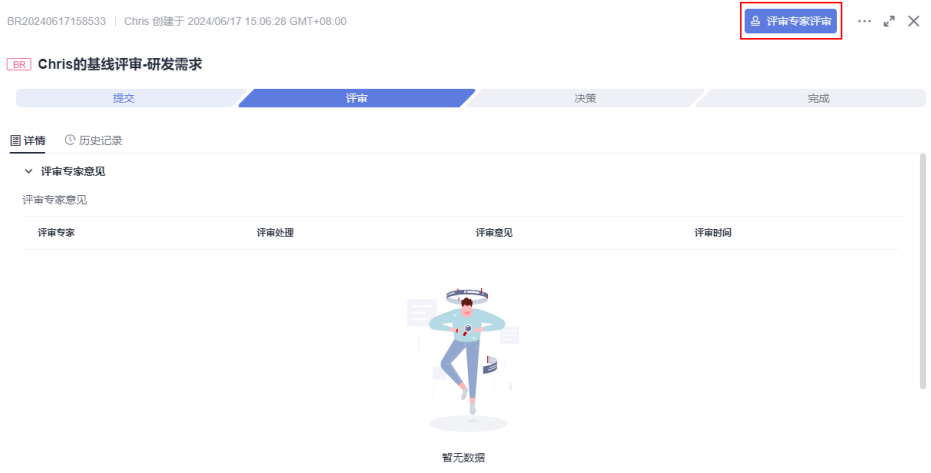 BR20240617158533 | Chris 创建于 2024/06/17 15:06:28 GMT+08:00 评审专家评审 ...
BR Chris的基线评审-研发需求
提交 评审 决策 完成
详情 历史记录
评审专家意见
评审专家意见
评审专家 评审处理 评审意见 评审时间
暂无数据